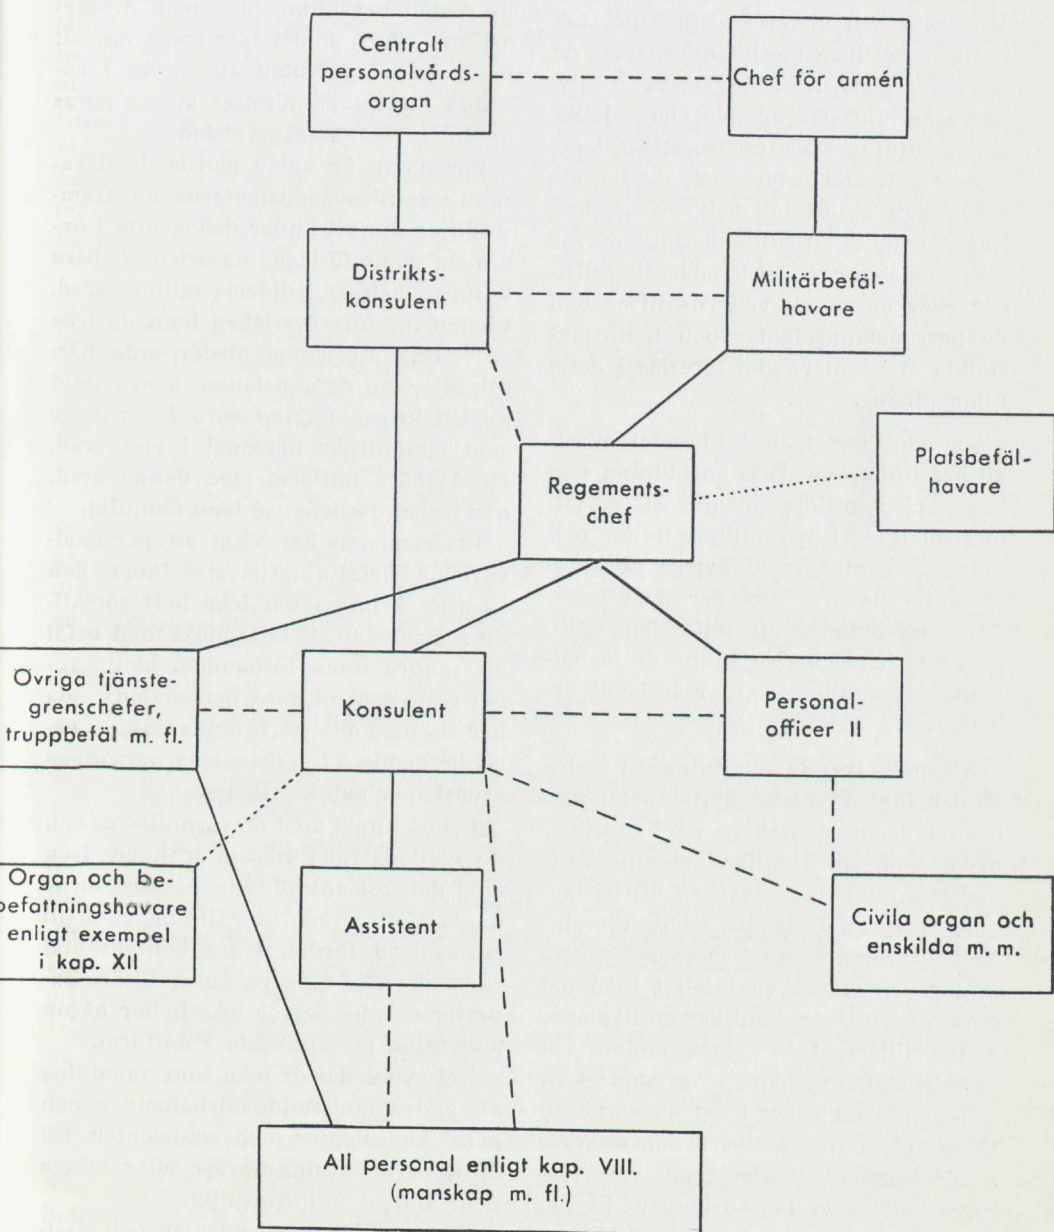 Centralt
personalvårds-
organ
Chef för armén
Distrikts-
konsulent
Militärbefäl-
havare
Regements-
chef
Platsbefäl-
havare
Övriga tjänste-
grenschefer,
truppbefäl m. fl.
Konsulent
Personal-
officer II
Organ och be-
befattningshavare
enligt exempel
i kap. XII
Assistent
Civila organ och
enskilda m. m.
All personal enligt kap. VIII.
(manskap m. fl.)